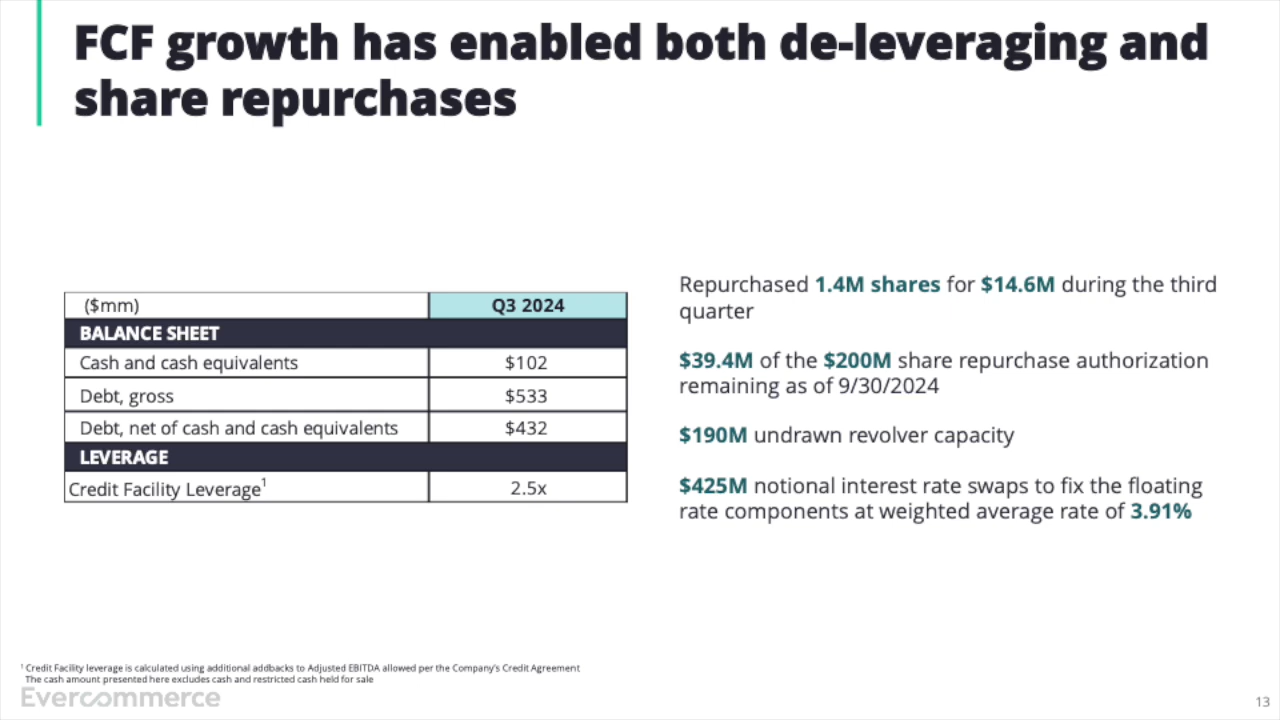 FCF growth has enabled both de-leveraging and
share repurchases
($mm) Q3 2024
BALANCE SHEET
Cash and cash equivalents $102
Debt, gross $533
Debt, net of cash and cash equivalents $432
LEVERAGE
Credit Facility Leverage¹ 2.5x
Repurchased 1.4M shares for $14.6M during the third
quarter
$39.4M of the $200M share repurchase authorization
remaining as of 9/30/2024
$190M undrawn revolver capacity
$425M notional interest rate swaps to fix the floating
rate components at weighted average rate of 3.91%
¹ Credit Facility leverage is calculated using additional addbacks to Adjusted EBITDA allowed per the Company's Credit Agreement
The cash amount presented here excludes cash and restricted cash held for sale
Evercommerce
13